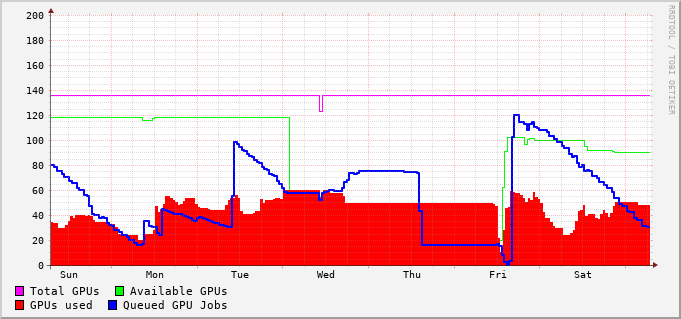 200
180
160
140
120
100
80
60
40
20
0
Sun Mon Tue Wed Thu Fri Sat
Total GPUs Available GPUs
GPUs used Queued GPU Jobs
RRDTOOL / TOBI OETIKER